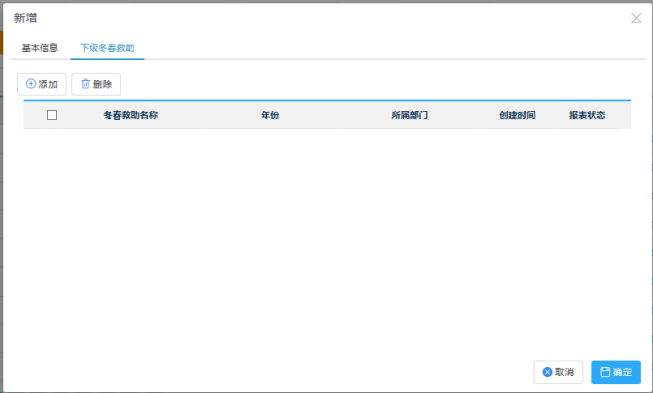 新增
基本信息 下级冬春救助
添加 删除
冬春救助名称 年份 所属部门 创建时间 报表状态
取消 确定